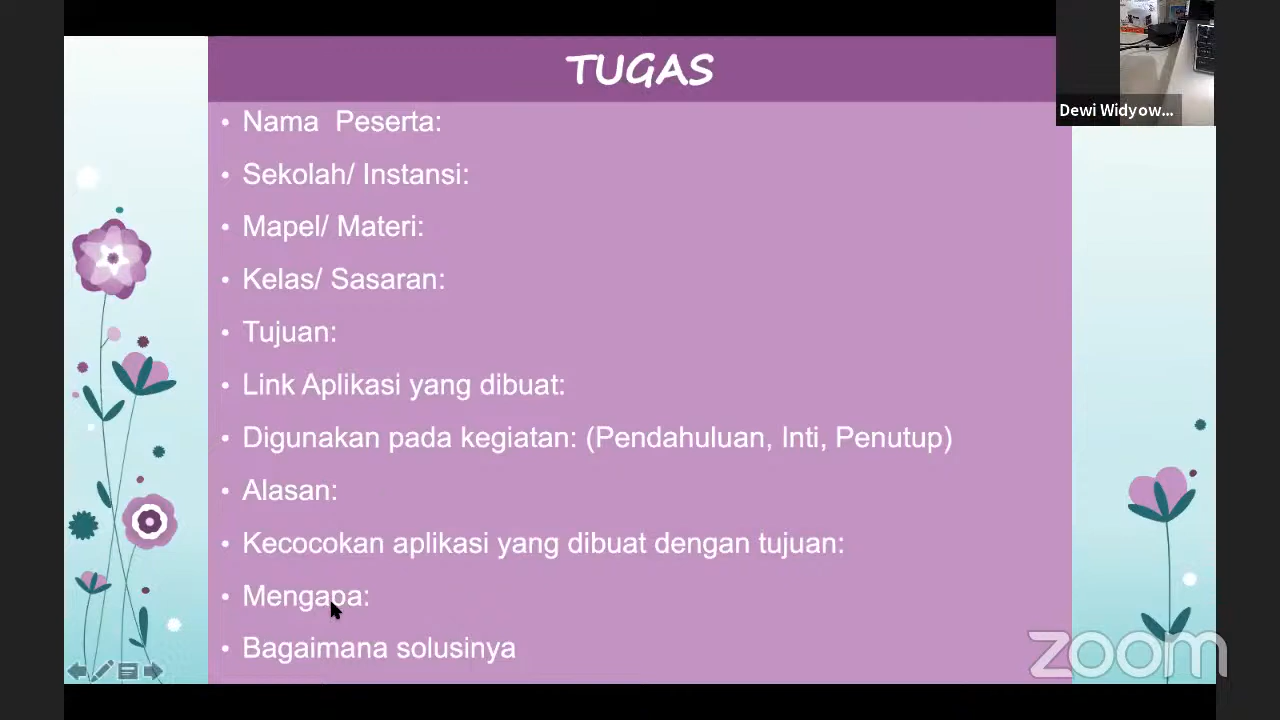 TUGAS
• Nama Peserta:
• Sekolah/ Instansi:
• Mapel/ Materi:
• Kelas/ Sasaran:
• Tujuan:
• Link Aplikasi yang dibuat:
• Digunakan pada kegiatan: (Pendahuluan, Inti, Penutup)
• Alasan:
• Kecocokan aplikasi yang dibuat dengan tujuan:
• Mengapa:
• Bagaimana solusinya
Dewi Widyow...
zoom